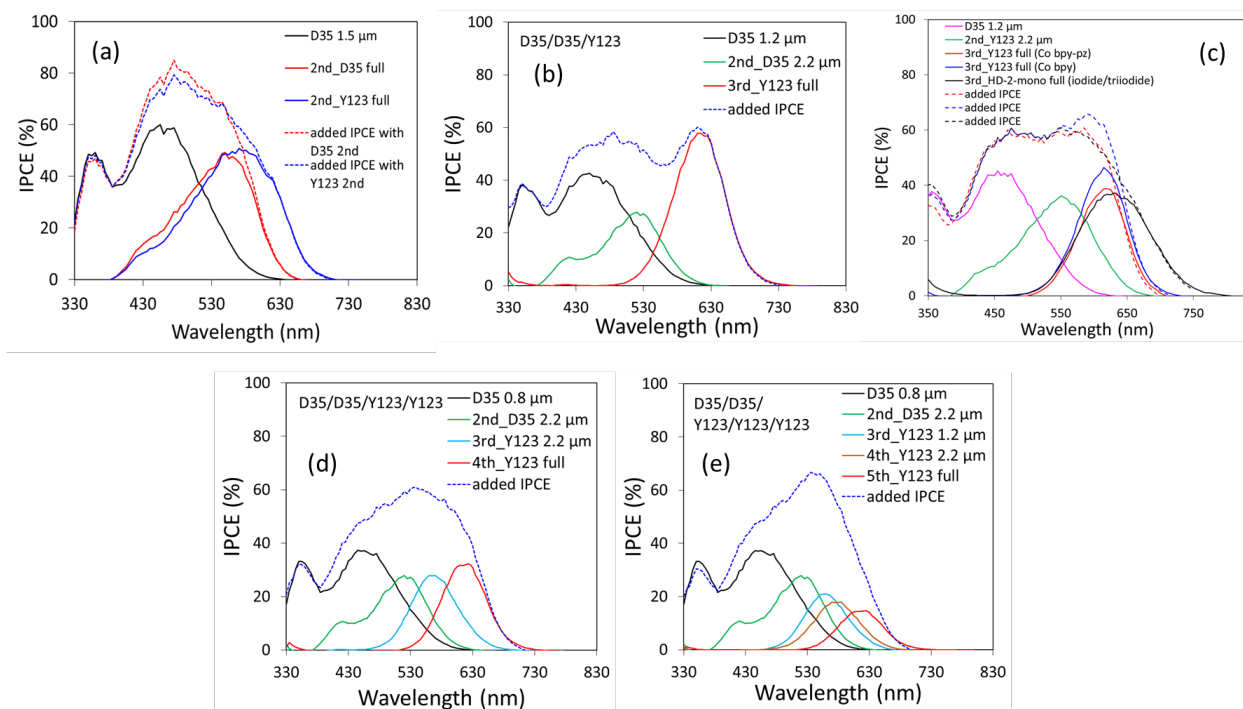 (a)
D35 1.5 µm
2nd_D35 full
2nd_Y123 full
added IPCE with
D35 2nd
added IPCE with
Y123 2nd
IPCE (%)
100
80
60
40
20
0
330 430 530 630 730 830
Wavelength (nm)
D35/D35/Y123
(b)
D35 1.2 µm
2nd_D35 2.2 µm
3rd_Y123 full
added IPCE
IPCE (%)
100
80
60
40
20
0
330 430 530 630 730 830
Wavelength (nm)
(c)
D35 1.2 µm
2nd_Y123 2.2 µm
3rd_Y123 full (Co bpy-pz)
3rd_Y123 full (Co bpy)
3rd_HD-2-mono full (iodide/triiodide)
added IPCE
added IPCE
added IPCE
IPCE (%)
100
80
60
40
20
0
350 450 550 650 750
Wavelength (nm)
D35/D35/Y123/Y123
(d)
D35 0.8 µm
2nd_D35 2.2 µm
3rd_Y123 2.2 µm
4th_Y123 full
added IPCE
IPCE (%)
100
80
60
40
20
0
330 430 530 630 730 830
Wavelength (nm)
D35/D35/
Y123/Y123/Y123
(e)
D35 0.8 µm
2nd_D35 2.2 µm
3rd_Y123 1.2 µm
4th_Y123 2.2 µm
5th_Y123 full
added IPCE
IPCE (%)
100
80
60
40
20
0
330 430 530 630 730 830
Wavelength (nm)